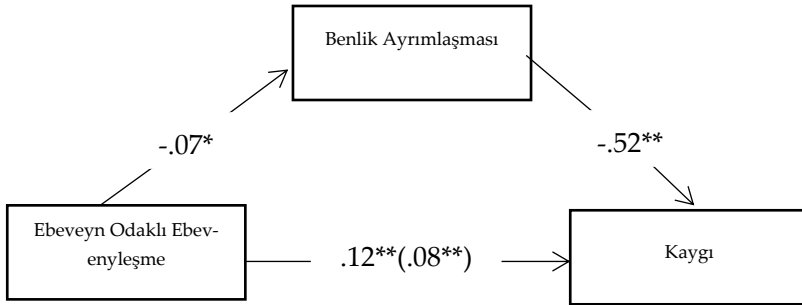 Benlik Ayrımlaşması
-.07*
-.52**
Ebeveyn Odaklı Ebev-
enyleşme
.12**(.08**)
Kaygı